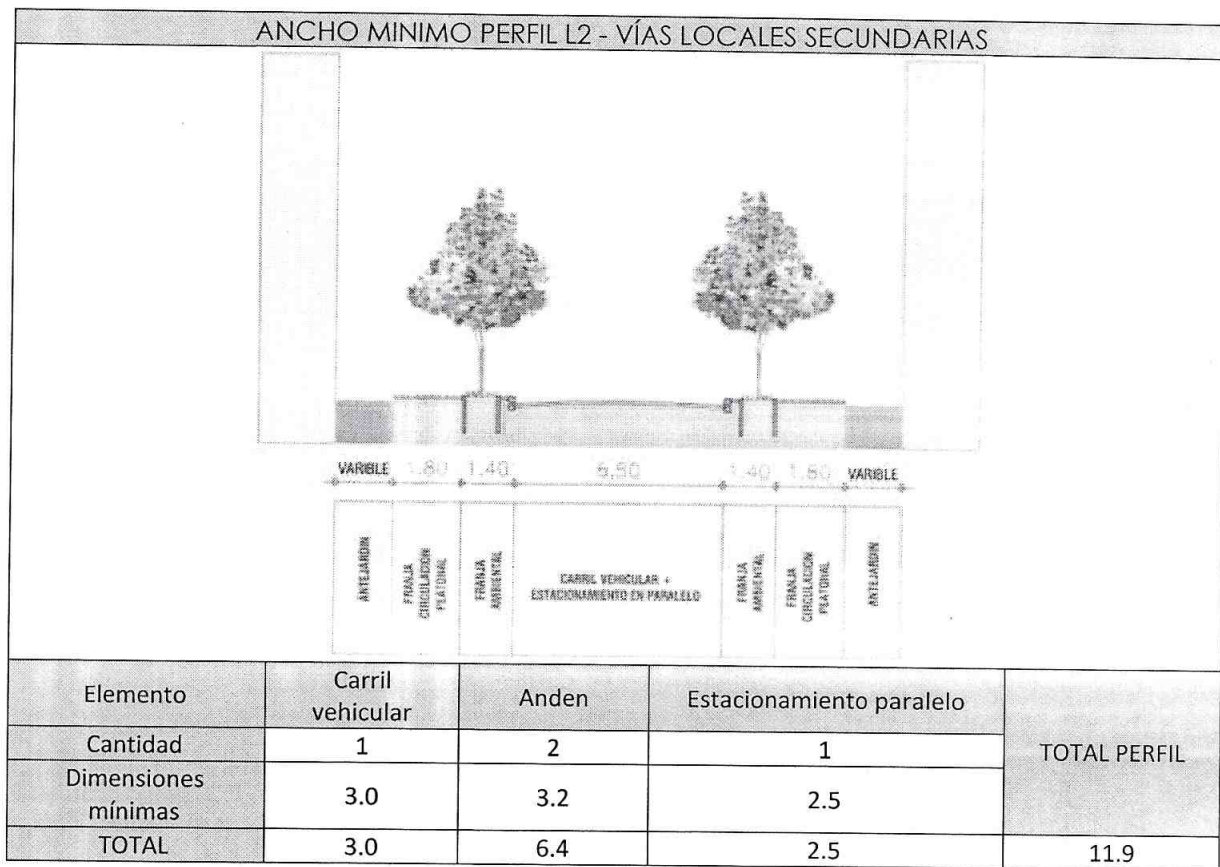 ANCHO MINIMO PERFIL L2 - VÍAS LOCALES SECUNDARIAS
VARIBLE 1.80 1.40 5,50 1.40 1.80 VARIBLE
ANTEJARDIN
FRANJA
CIRCULACION
PEATONAL
FRANJA
AMBIENTAL
CARRIL VEHICULAR +
ESTACIONAMIENTO EN PARALELO
FRANJA
AMBIENTAL
FRANJA
CIRCULACION
PEATONAL
ANTEJARDIN
Elemento Carril vehicular Anden Estacionamiento paralelo TOTAL PERFIL
Cantidad 1 2 1
Dimensiones mínimas 3.0 3.2 2.5
TOTAL 3.0 6.4 2.5 11.9